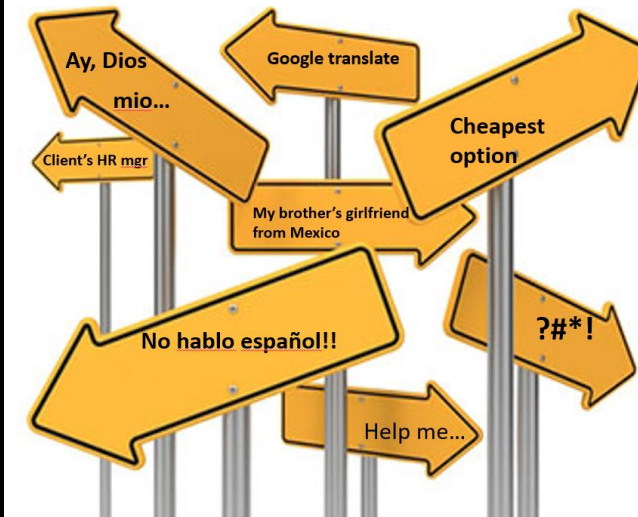 Ay, Dios
mio...
Google translate
Cheapest
option
Client's HR mgr
My brother's girlfriend
from Mexico
No hablo español!!
?#*!
Help me...